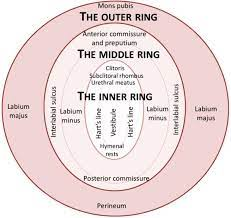 Mons pubis
THE OUTER RING
Anterior commissure
and preputium
THE MIDDLE RING
Clitoris
Subclitoral rhombus
Urethral meatus
THE INNER RING
Labium
majus
Interlabial sulcus
Labium
minus
Hart's line
Vestibule
Hart's line
Labium
minus
Interlabial sulcus
Labium
majus
Hymenal
rests
Posterior commissure
Perineum